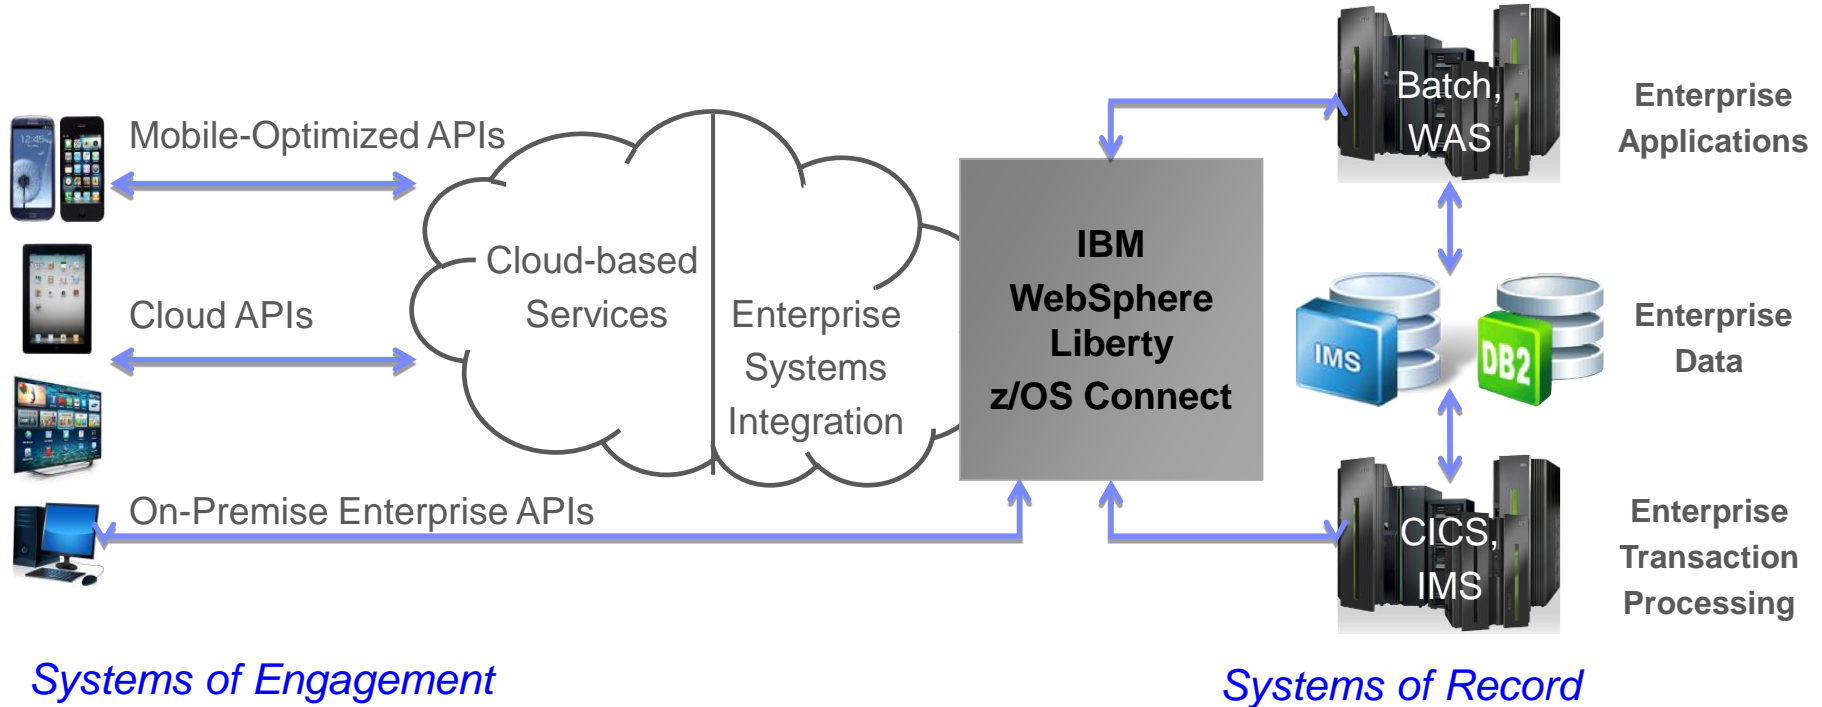 Mobile-Optimized APIs
12:45
Cloud APIs
On-Premise Enterprise APIs
Cloud-based
Services
Enterprise
Systems
Integration
IBM
WebSphere
Liberty
z/OS Connect
Batch,
WAS
Enterprise
Applications
IMS
DB2
Enterprise
Data
CICS,
IMS
Enterprise
Transaction
Processing
Systems of Engagement
Systems of Record